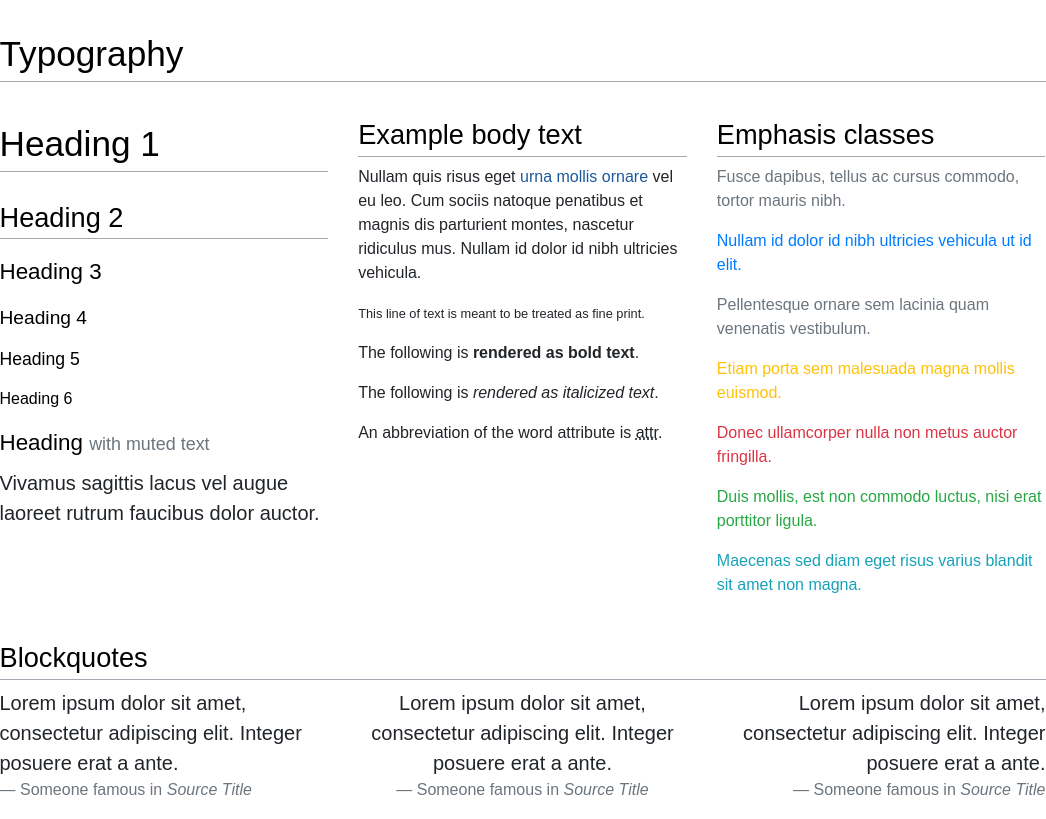 Typography
Heading 1
Heading 2
Heading 3
Heading 4
Heading 5
Heading 6
Heading with muted text
Vivamus sagittis lacus vel augue
laoreet rutrum faucibus dolor auctor.
Example body text
Nullam quis risus eget urna mollis ornare vel
eu leo. Cum sociis natoque penatibus et
magnis dis parturient montes, nascetur
ridiculus mus. Nullam id dolor id nibh ultricies
vehicula.
This line of text is meant to be treated as fine print.
The following is rendered as bold text.
The following is rendered as italicized text.
An abbreviation of the word attribute is attr.
Emphasis classes
Fusce dapibus, tellus ac cursus commodo,
tortor mauris nibh.
Nullam id dolor id nibh ultricies vehicula ut id
elit.
Pellentesque ornare sem lacinia quam
venenatis vestibulum.
Etiam porta sem malesuada magna mollis
euismod.
Donec ullamcorper nulla non metus auctor
fringilla.
Duis mollis, est non commodo luctus, nisi erat
porttitor ligula.
Maecenas sed diam eget risus varius blandit
sit amet non magna.
Blockquotes
Lorem ipsum dolor sit amet,
consectetur adipiscing elit. Integer
posuere erat a ante.
— Someone famous in Source Title
Lorem ipsum dolor sit amet,
consectetur adipiscing elit. Integer
posuere erat a ante.
— Someone famous in Source Title
Lorem ipsum dolor sit amet,
consectetur adipiscing elit. Integer
posuere erat a ante.
— Someone famous in Source Title